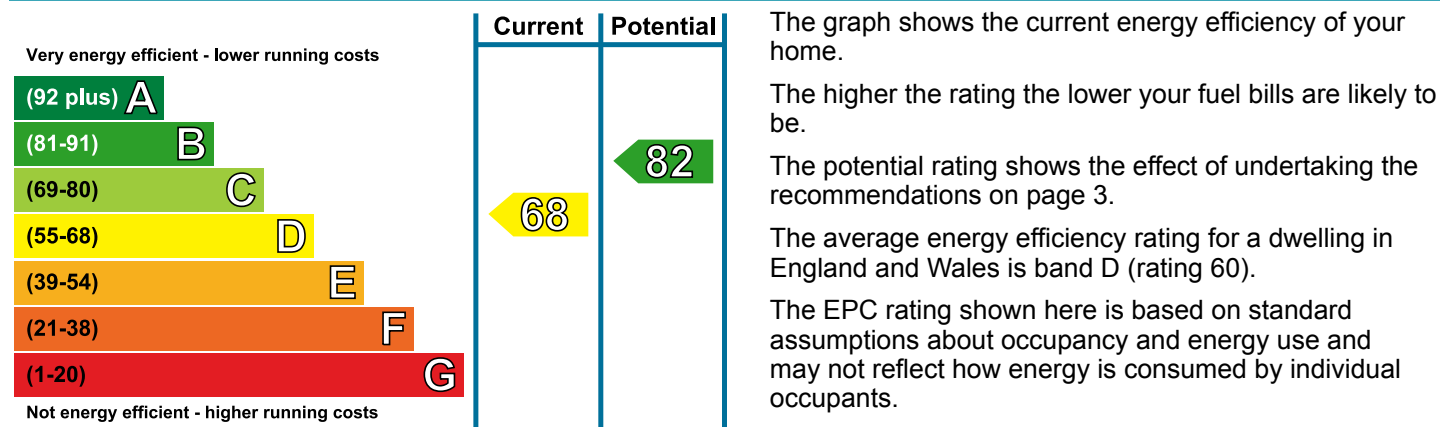 Current Potential
Very energy efficient - lower running costs
(92 plus) A
(81-91) B
(69-80) C
(55-68) D
(39-54) E
(21-38) F
(1-20) G
Not energy efficient - higher running costs
68
82
The graph shows the current energy efficiency of your
home.
The higher the rating the lower your fuel bills are likely to
be.
The potential rating shows the effect of undertaking the
recommendations on page 3.
The average energy efficiency rating for a dwelling in
England and Wales is band D (rating 60).
The EPC rating shown here is based on standard
assumptions about occupancy and energy use and
may not reflect how energy is consumed by individual
occupants.